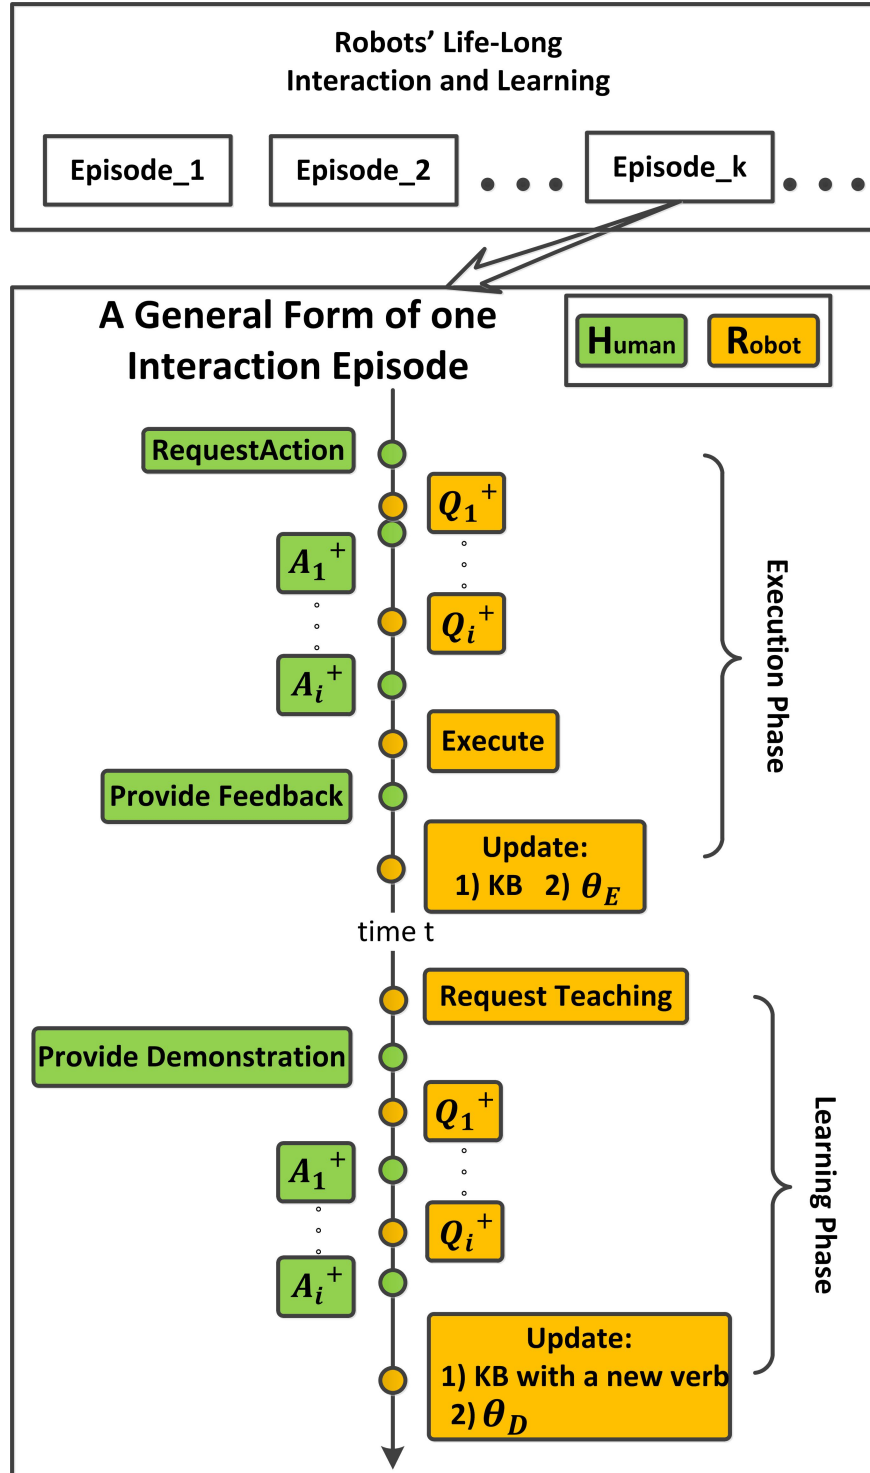 Robots’ Life-Long
Interaction and Learning
Episode_1
Episode_2
Episode_k
A General Form of one
Interaction Episode
Human
Robot
RequestAction
Q₁⁺
A₁⁺
Qᵢ⁺
Aᵢ⁺
Execute
Provide Feedback
Update:
1) KB 2) θ_E
Execution Phase
time t
Request Teaching
Provide Demonstration
Q₁⁺
A₁⁺
Qᵢ⁺
Aᵢ⁺
Update:
1) KB with a new verb
2) θ_D
Learning Phase